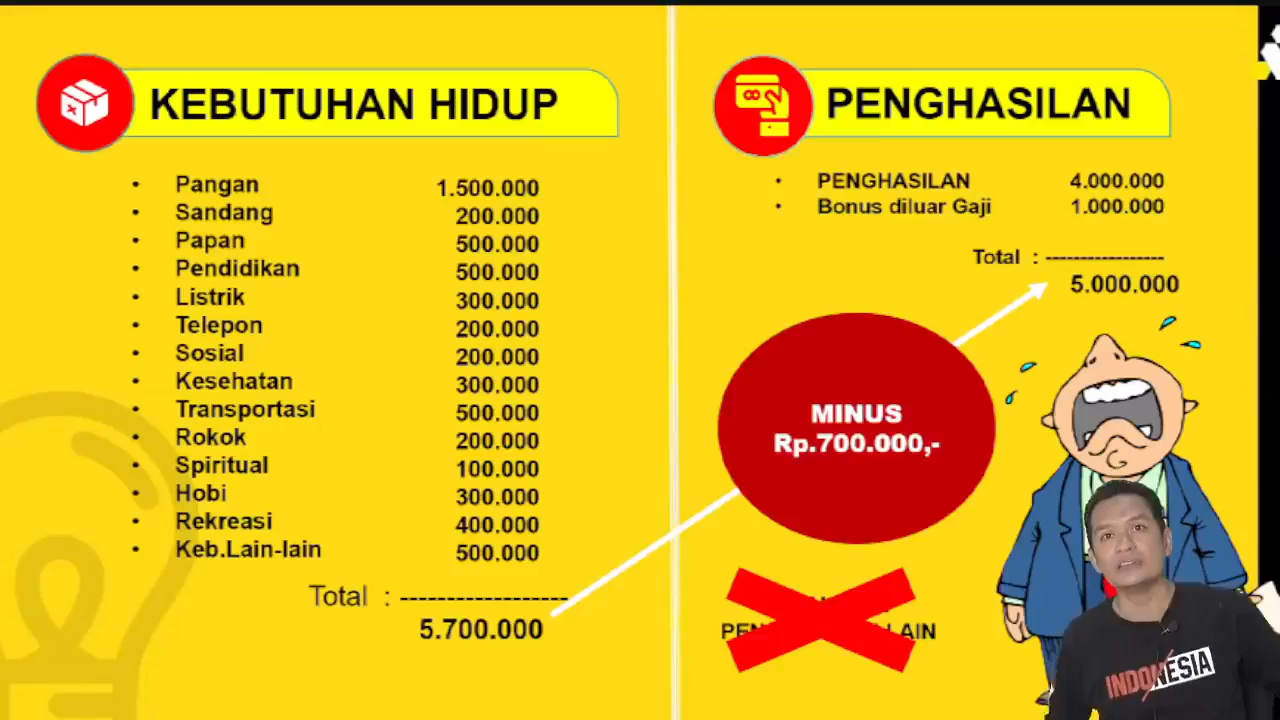 KEBUTUHAN HIDUP
• Pangan 1.500.000
• Sandang 200.000
• Papan 500.000
• Pendidikan 500.000
• Listrik 300.000
• Telepon 200.000
• Sosial 200.000
• Kesehatan 300.000
• Transportasi 500.000
• Rokok 200.000
• Spiritual 100.000
• Hobi 300.000
• Rekreasi 400.000
• Keb.Lain-lain 500.000
Total : ------------------
5.700.000
PENGHASILAN
• PENGHASILAN 4.000.000
• Bonus diluar Gaji 1.000.000
Total : -----------------
5.000.000
MINUS
Rp.700.000,-
INDONESIA